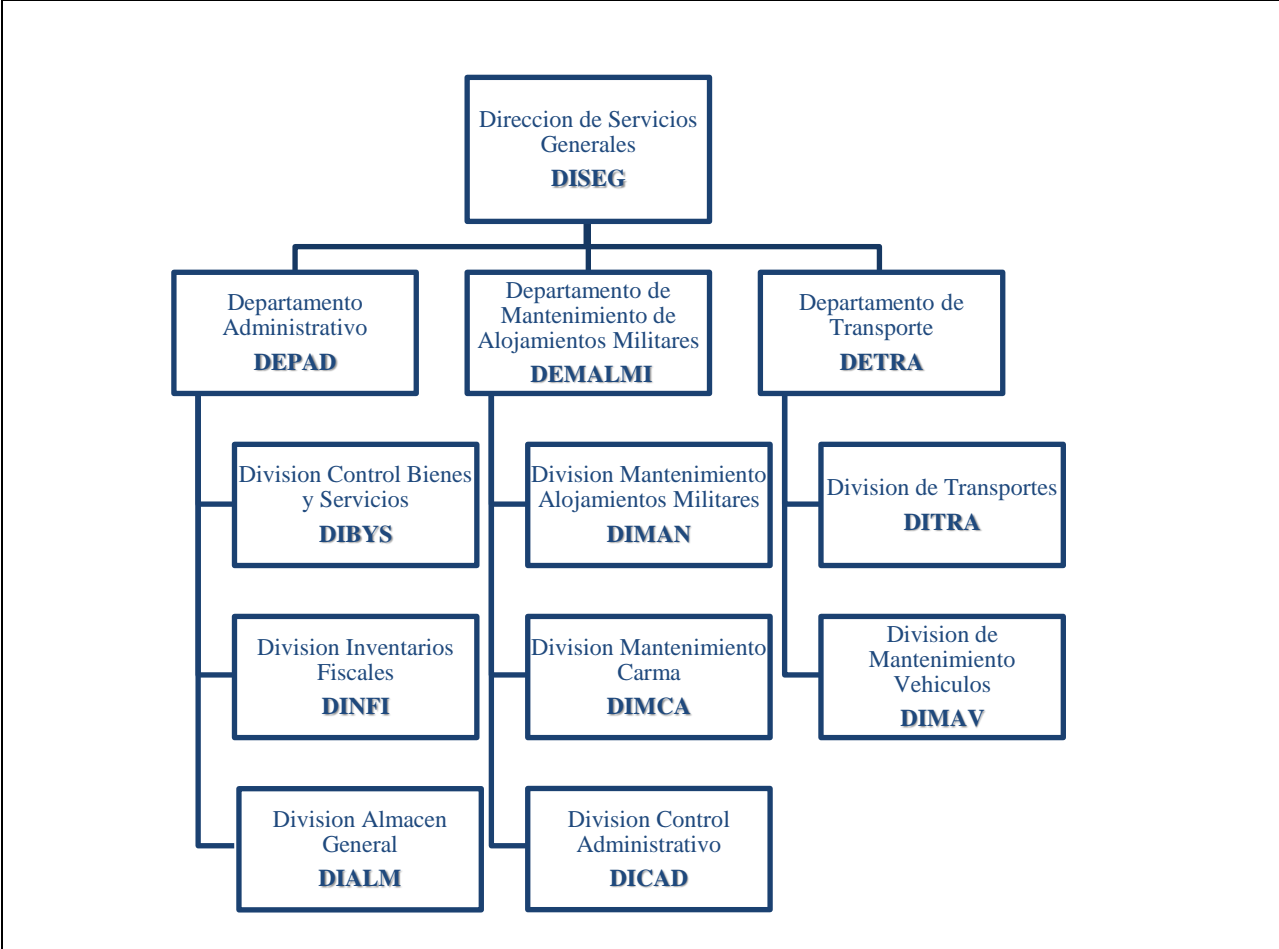 Direccion de Servicios
Generales
DISEG
Departamento
Administrativo
DEPAD
Departamento de
Mantenimiento de
Alojamientos Militares
DEMALMI
Departamento de
Transporte
DETRA
Division Control Bienes
y Servicios
DIBYS
Division Mantenimiento
Alojamientos Militares
DIMAN
Division de Transportes
DITRA
Division Inventarios
Fiscales
DINFI
Division Mantenimiento
Carma
DIMCA
Division de
Mantenimiento
Vehiculos
DIMAV
Division Almacen
General
DIALM
Division Control
Administrativo
DICAD